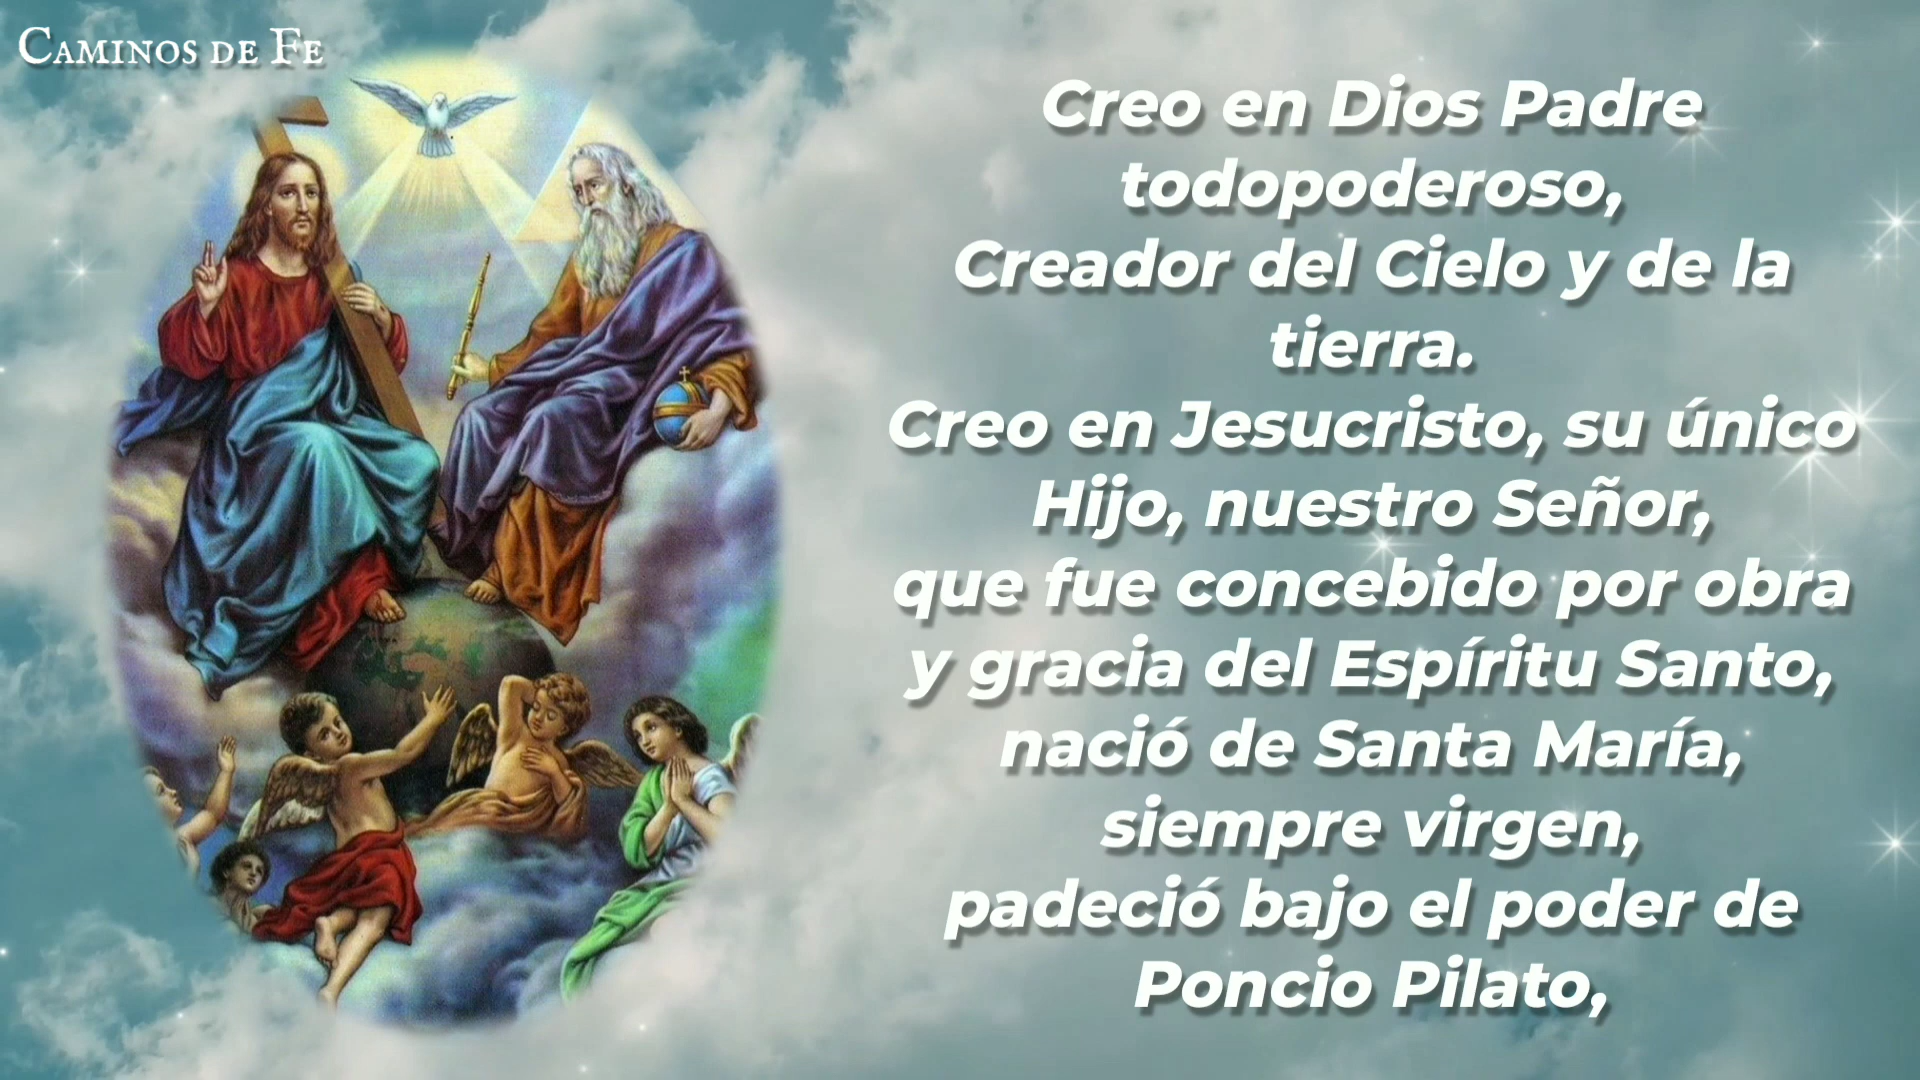 Caminos de Fe
Creo en Dios Padre
todopoderoso,
Creador del Cielo y de la
tierra.
Creo en Jesucristo, su único
Hijo, nuestro Señor,
que fue concebido por obra
y gracia del Espíritu Santo,
nació de Santa María,
siempre virgen,
padeció bajo el poder de
Poncio Pilato,